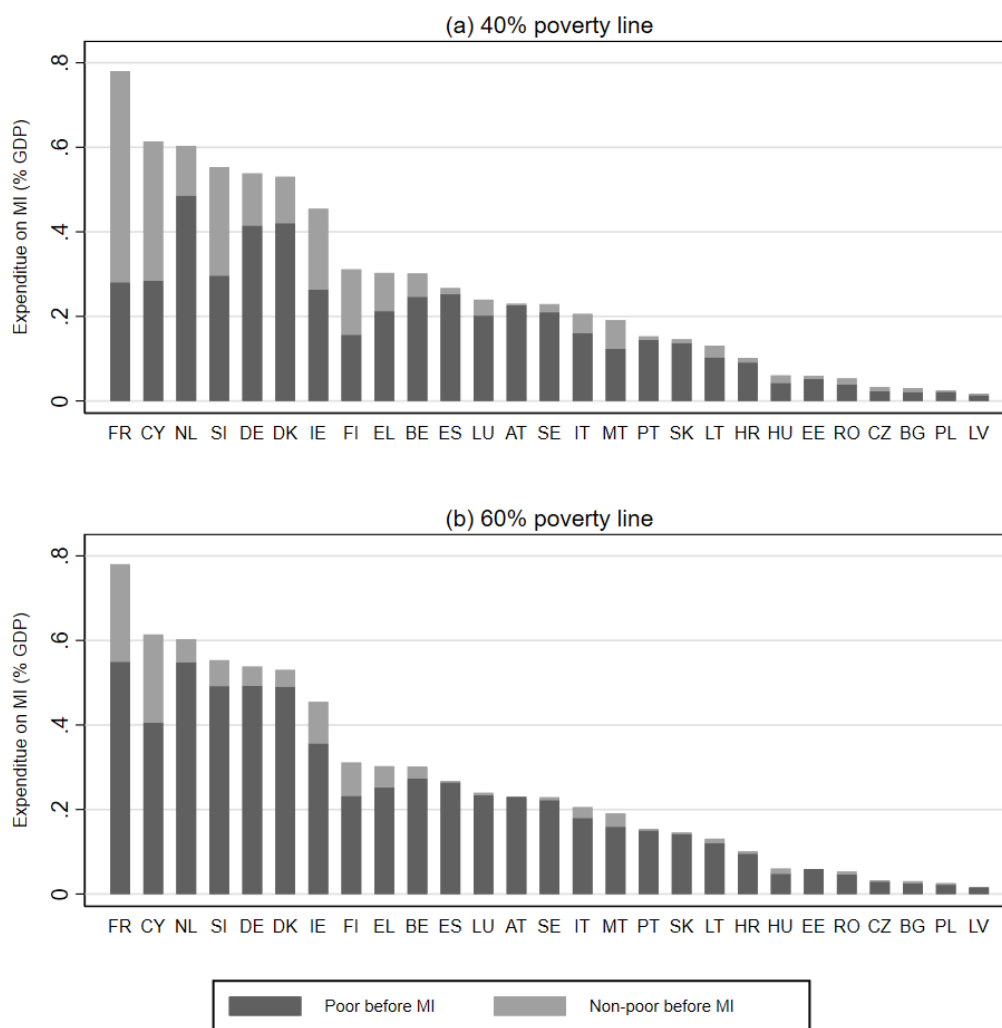 (a) 40% poverty line
Expenditue on MI (% GDP)
.8
.6
.4
.2
0
FR CY NL SI DE DK IE FI EL BE ES LU AT SE IT MT PT SK LT HR HU EE RO CZ BG PL LV
(b) 60% poverty line
Expenditue on MI (% GDP)
.8
.6
.4
.2
0
FR CY NL SI DE DK IE FI EL BE ES LU AT SE IT MT PT SK LT HR HU EE RO CZ BG PL LV
Poor before MI Non-poor before MI